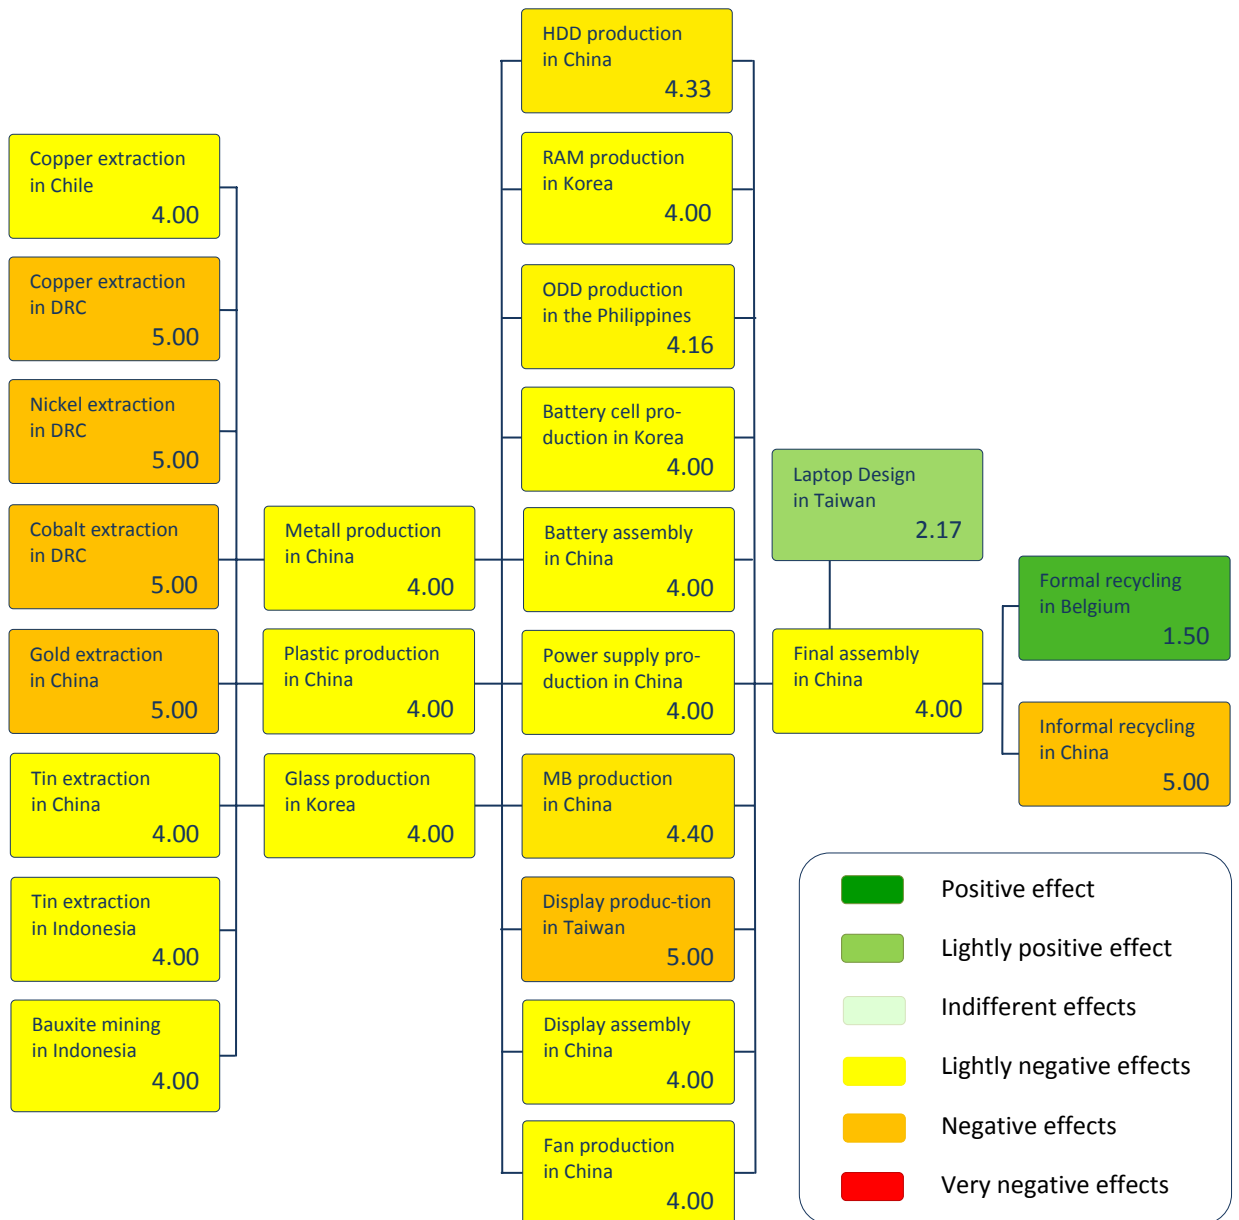 Copper extraction
in Chile
4.00
Copper extraction
in DRC
5.00
Nickel extraction
in DRC
5.00
Cobalt extraction
in DRC
5.00
Gold extraction
in China
5.00
Tin extraction
in China
4.00
Tin extraction
in Indonesia
4.00
Bauxite mining
in Indonesia
4.00
Metall production
in China
4.00
Plastic production
in China
4.00
Glass production
in Korea
4.00
HDD production
in China
4.33
RAM production
in Korea
4.00
ODD production
in the Philippines
4.16
Battery cell pro-
duction in Korea
4.00
Battery assembly
in China
4.00
Power supply pro-
duction in China
4.00
MB production
in China
4.40
Display produc-tion
in Taiwan
5.00
Display assembly
in China
4.00
Fan production
in China
4.00
Laptop Design
in Taiwan
2.17
Final assembly
in China
4.00
Formal recycling
in Belgium
1.50
Informal recycling
in China
5.00
Positive effect
Lightly positive effect
Indifferent effects
Lightly negative effects
Negative effects
Very negative effects